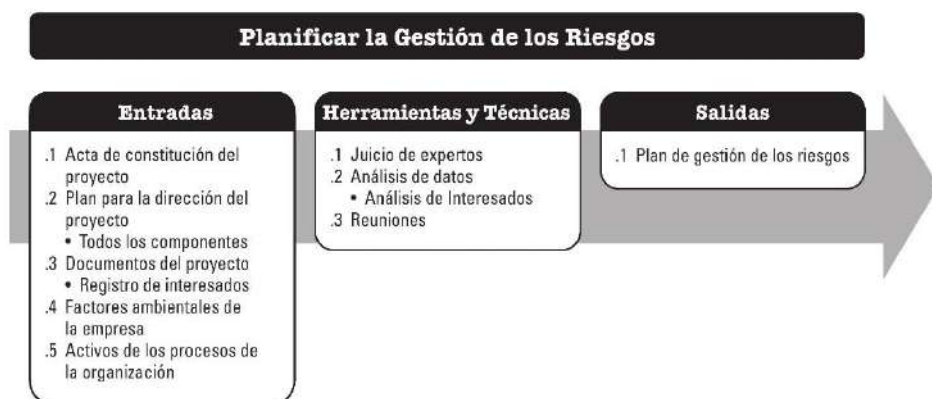 Planificar la Gestión de los Riesgos
Entradas
.1 Acta de constitución del
proyecto
.2 Plan para la dirección del
proyecto
• Todos los componentes
.3 Documentos del proyecto
• Registro de interesados
.4 Factores ambientales de
la empresa
.5 Activos de los procesos de
la organización
Herramientas y Técnicas
.1 Juicio de expertos
.2 Análisis de datos
• Análisis de Interesados
.3 Reuniones
Salidas
.1 Plan de gestión de los riesgos